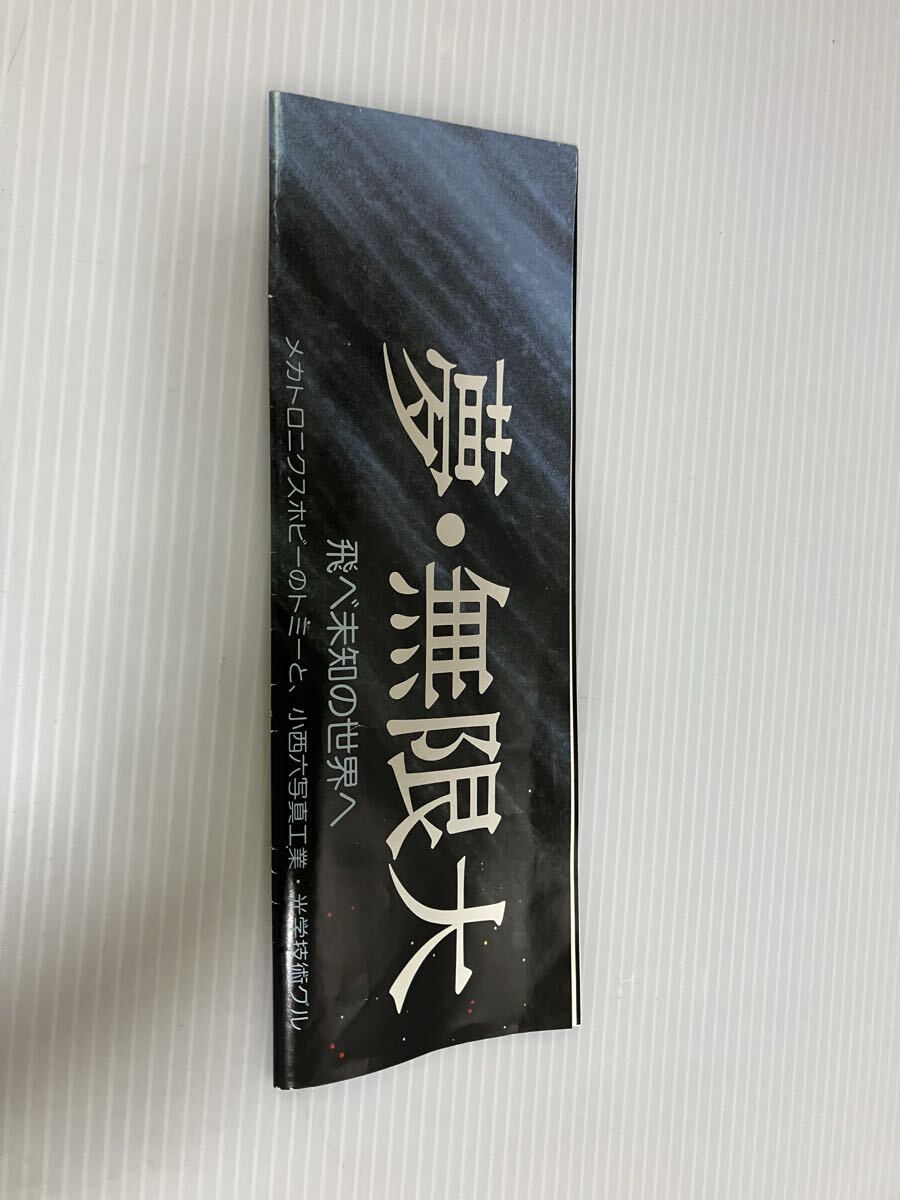 夢・無限大
飛べ未知の世界へ
メカトロニクスホビーのトミーと、小西六写真工業・光学技術グル